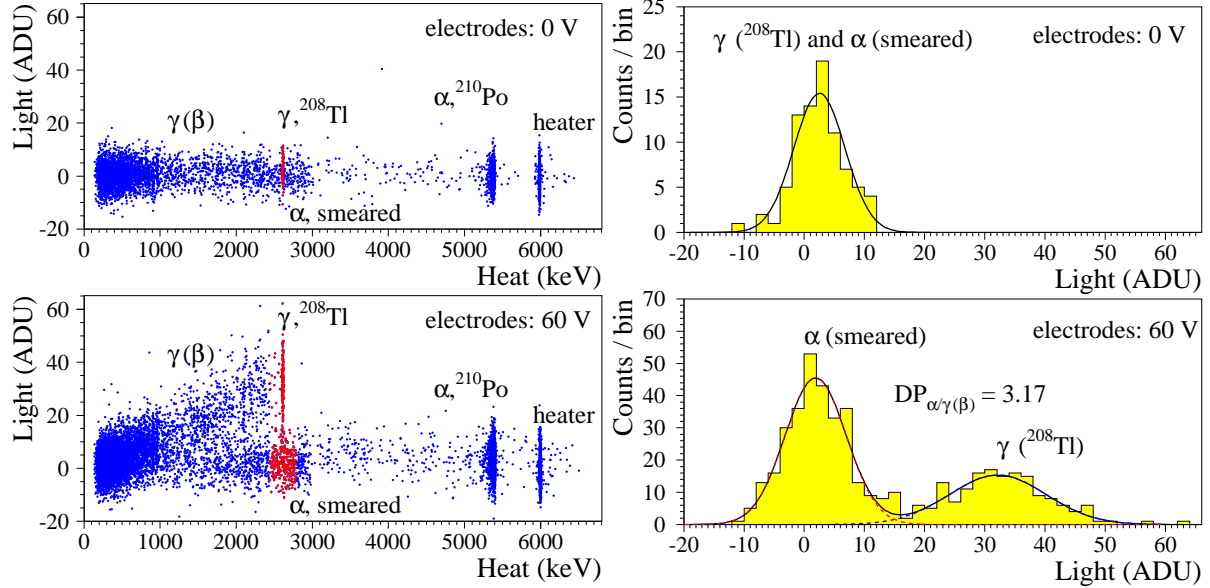 Light (ADU)
60
40
20
0
-20
electrodes: 0 V
γ(β)
γ,²⁰⁸Tl
α,²¹⁰Po
heater
α, smeared
0 1000 2000 3000 4000 5000 6000
Heat (keV)
Counts / bin
25
20
15
10
5
0
γ (²⁰⁸Tl) and α (smeared)
electrodes: 0 V
-20 -10 0 10 20 30 40 50 60
Light (ADU)
Light (ADU)
60
40
20
0
-20
γ,²⁰⁸Tl
electrodes: 60 V
γ(β)
α,²¹⁰Po
heater
α, smeared
0 1000 2000 3000 4000 5000 6000
Heat (keV)
Counts / bin
70
60
50
40
30
20
10
0
α (smeared)
electrodes: 60 V
DP_α/γ(β) = 3.17
γ (²⁰⁸Tl)
-20 -10 0 10 20 30 40 50 60
Light (ADU)